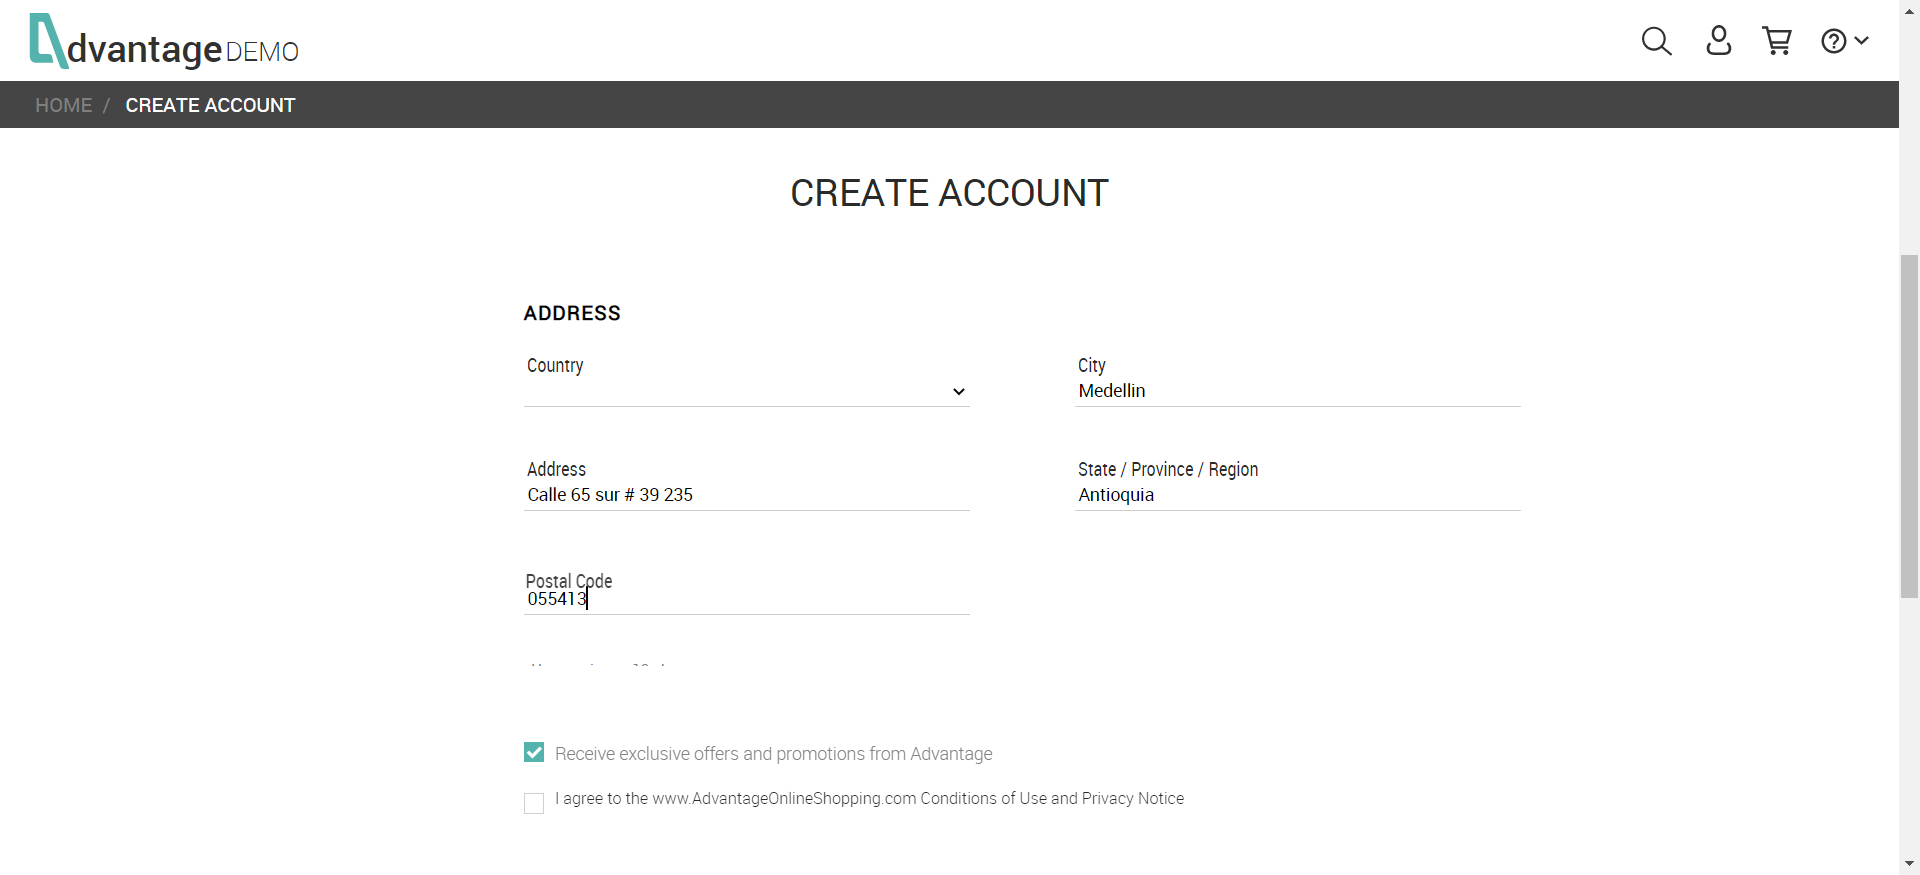 dvantage DEMO
HOME / CREATE ACCOUNT
CREATE ACCOUNT
ADDRESS
Country
City
Medellin
Address
Calle 65 sur # 39 235
State / Province / Region
Antioquia
Postal Code
055413
Receive exclusive offers and promotions from Advantage
I agree to the www.AdvantageOnlineShopping.com Conditions of Use and Privacy Notice